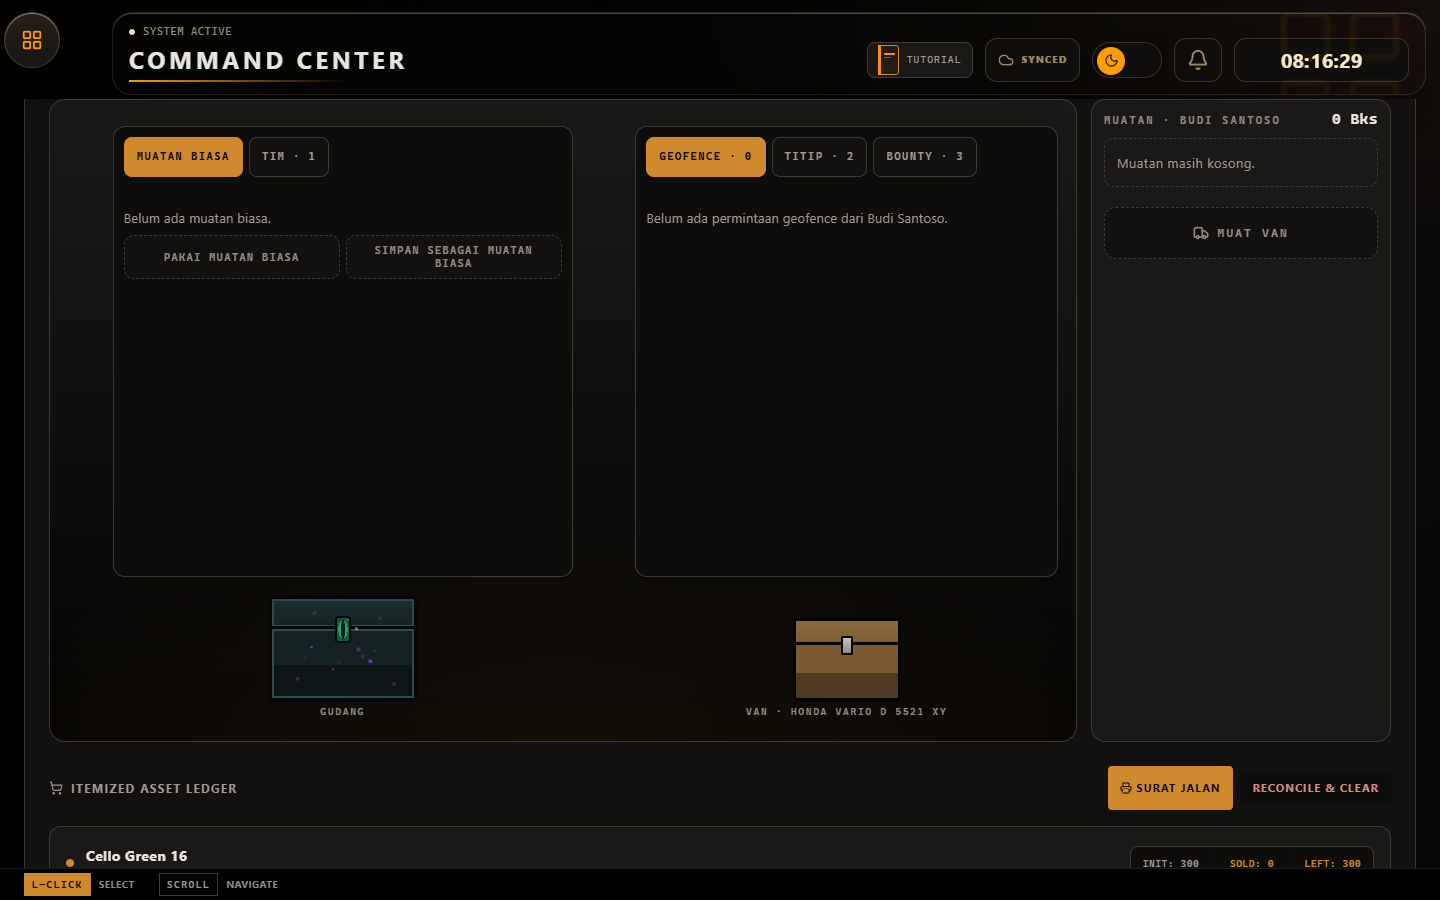 SYSTEM ACTIVE
COMMAND CENTER
TUTORIAL
SYNCED
08:16:29
MUATAN BIASA
TIM · 1
Belum ada muatan biasa.
PAKAI MUATAN BIASA
SIMPAN SEBAGAI MUATAN
BIASA
GEOFENCE · 0
TITIP · 2
BOUNTY · 3
Belum ada permintaan geofence dari Budi Santoso.
MUATAN · BUDI SANTOSO
0 Bks
Muatan masih kosong.
MUAT VAN
GUDANG
VAN · HONDA VARIO D 5521 XY
ITEMIZED ASSET LEDGER
SURAT JALAN
RECONCILE & CLEAR
Cello Green 16
INIT: 300
SOLD: 0
LEFT: 300
L-CLICK
SELECT
SCROLL
NAVIGATE